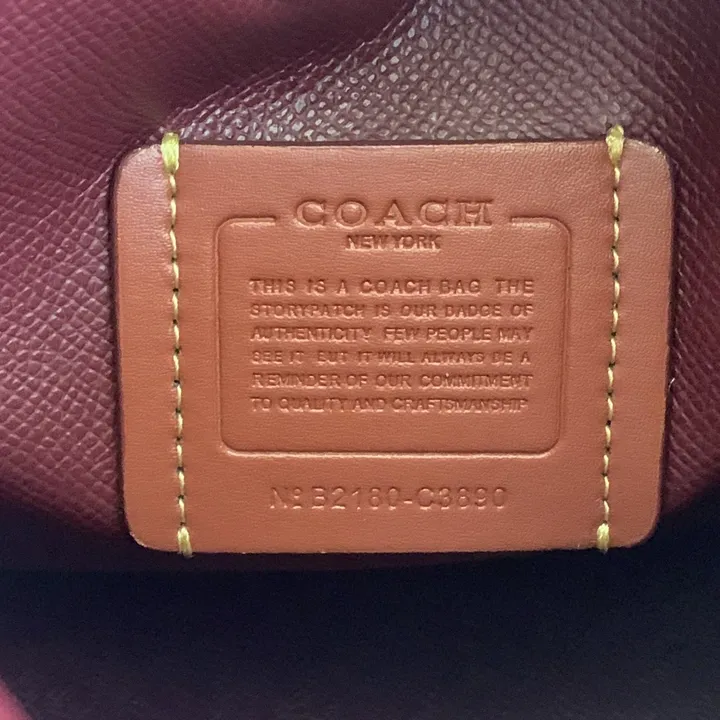 COACH
NEW YORK
THIS IS A COACH BAG THE
STORYPATCH IS OUR BADGE OF
AUTHENTICITY FEW PEOPLE MAY
SEE IT BUT IT WILL ALWAYS BE A
REMINDER OF OUR COMMITMENT
TO QUALITY AND CRAFTSMANSHIP
Nº B2180-C3890